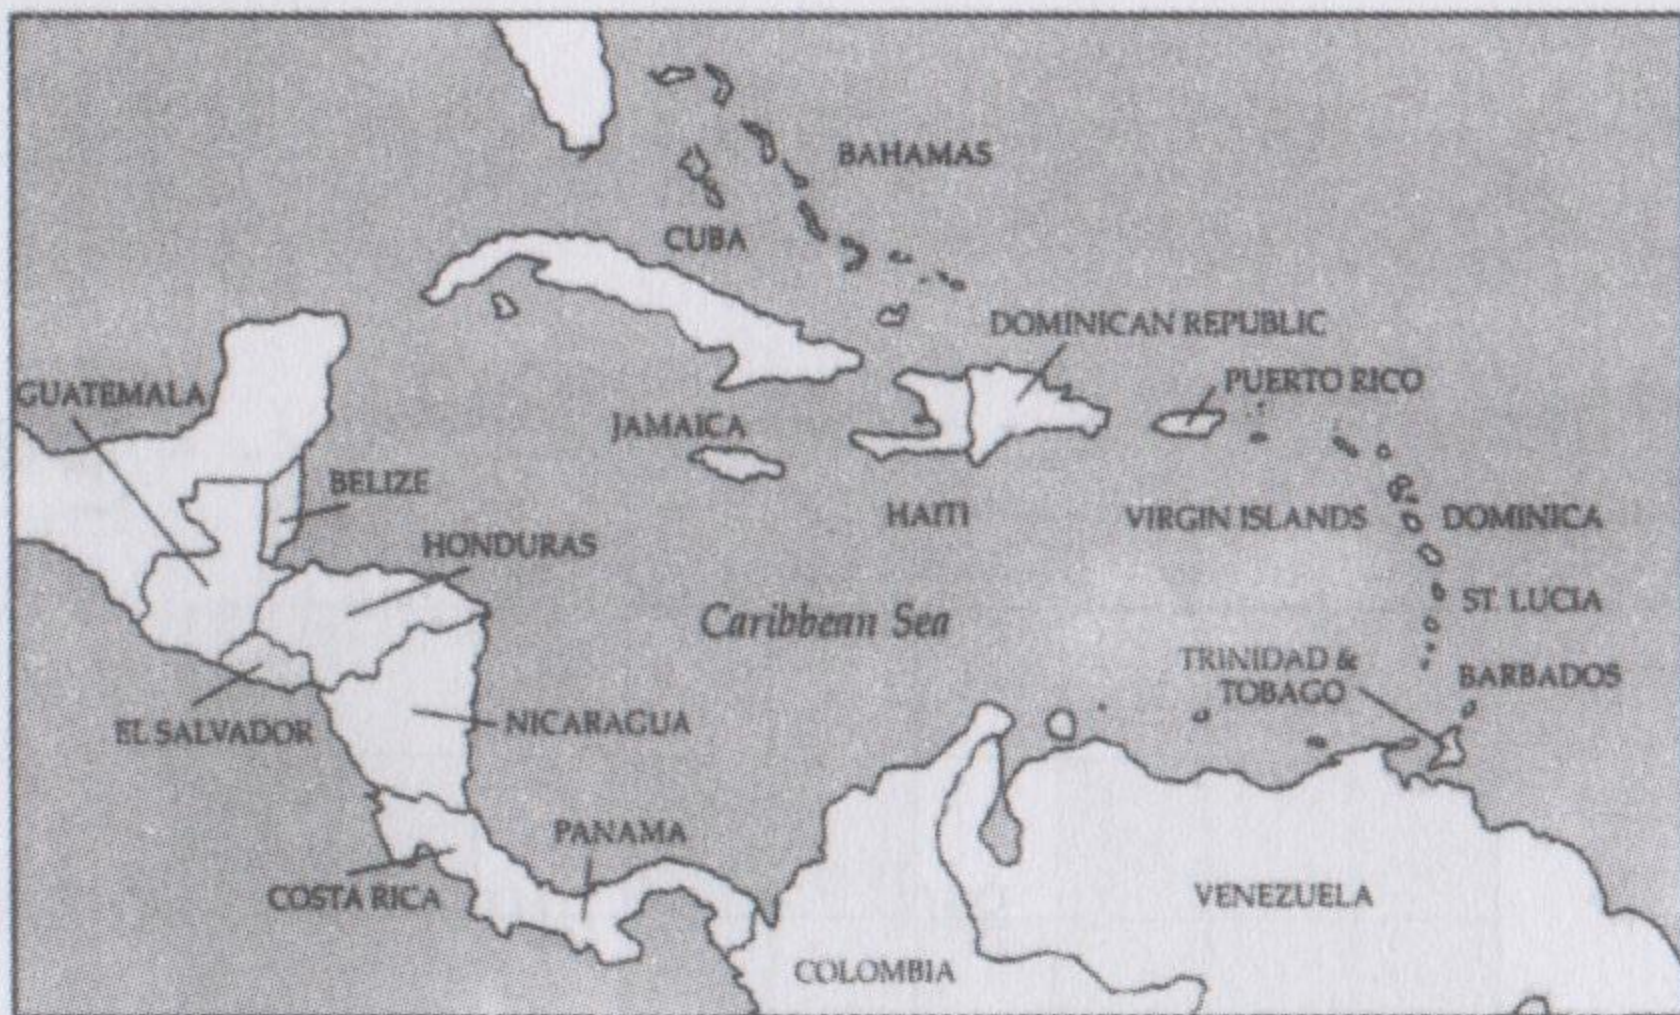 BAHAMAS
CUBA
DOMINICAN REPUBLIC
GUATEMALA
PUERTO RICO
JAMAICA
BELIZE
HAITI
VIRGIN ISLANDS
DOMINICA
HONDURAS
ST. LUCIA
Caribbean Sea
TRINIDAD &
TOBAGO
BARBADOS
EL SALVADOR
NICARAGUA
PANAMA
COSTA RICA
VENEZUELA
COLOMBIA